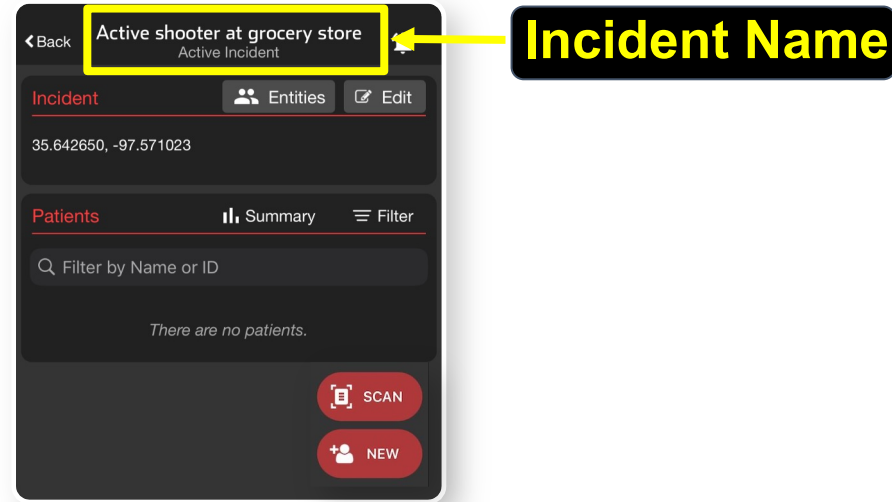 Back
Active shooter at grocery store
Active Incident
Incident Name
Incident
Entities
Edit
35.642650, -97.571023
Patients
Summary
Filter
Filter by Name or ID
There are no patients.
SCAN
NEW